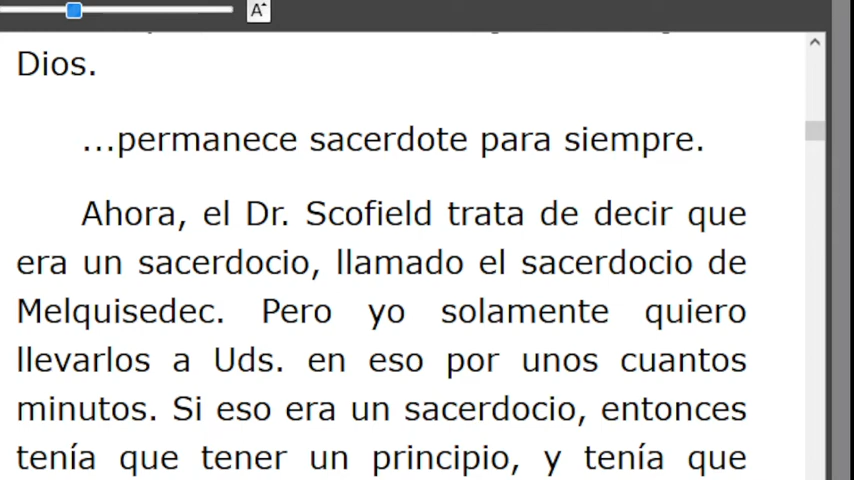 A
Dios.
...permanece sacerdote para siempre.
Ahora, el Dr. Scofield trata de decir que
era un sacerdocio, llamado el sacerdocio de
Melquisedec. Pero yo solamente quiero
llevarlos a Uds. en eso por unos cuantos
minutos. Si eso era un sacerdocio, entonces
tenía que tener un principio, y tenía que